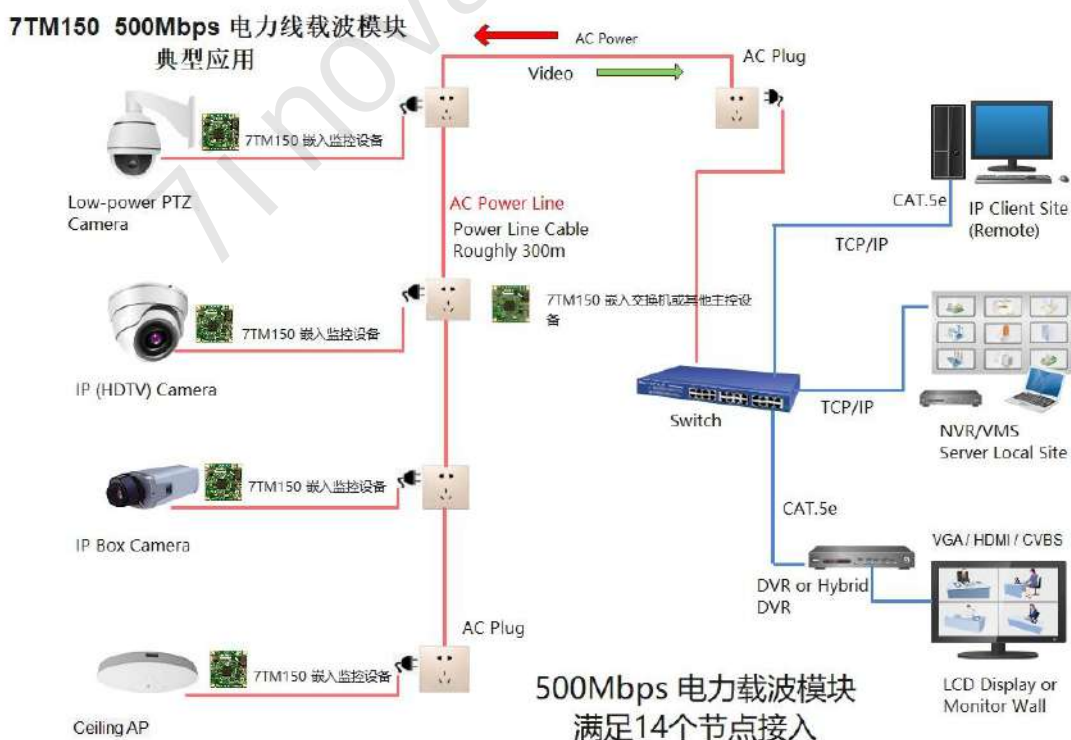 7TM150 500Mbps 电力线载波模块
典型应用
AC Power
Video
AC Plug
7TM150 嵌入监控设备
Low-power PTZ
Camera
AC Power Line
Power Line Cable
Roughly 300m
CAT.5e
IP Client Site
(Remote)
TCP/IP
7TM150 嵌入监控设备
7TM150 嵌入交换机或其他主控设
备
IP (HDTV) Camera
Switch
TCP/IP
NVR/VMS
Server Local Site
7TM150 嵌入监控设备
IP Box Camera
CAT.5e
VGA / HDMI / CVBS
DVR or Hybrid
DVR
AC Plug
7TM150 嵌入监控设备
Ceiling AP
500Mbps 电力载波模块
满足14个节点接入
LCD Display or
Monitor Wall